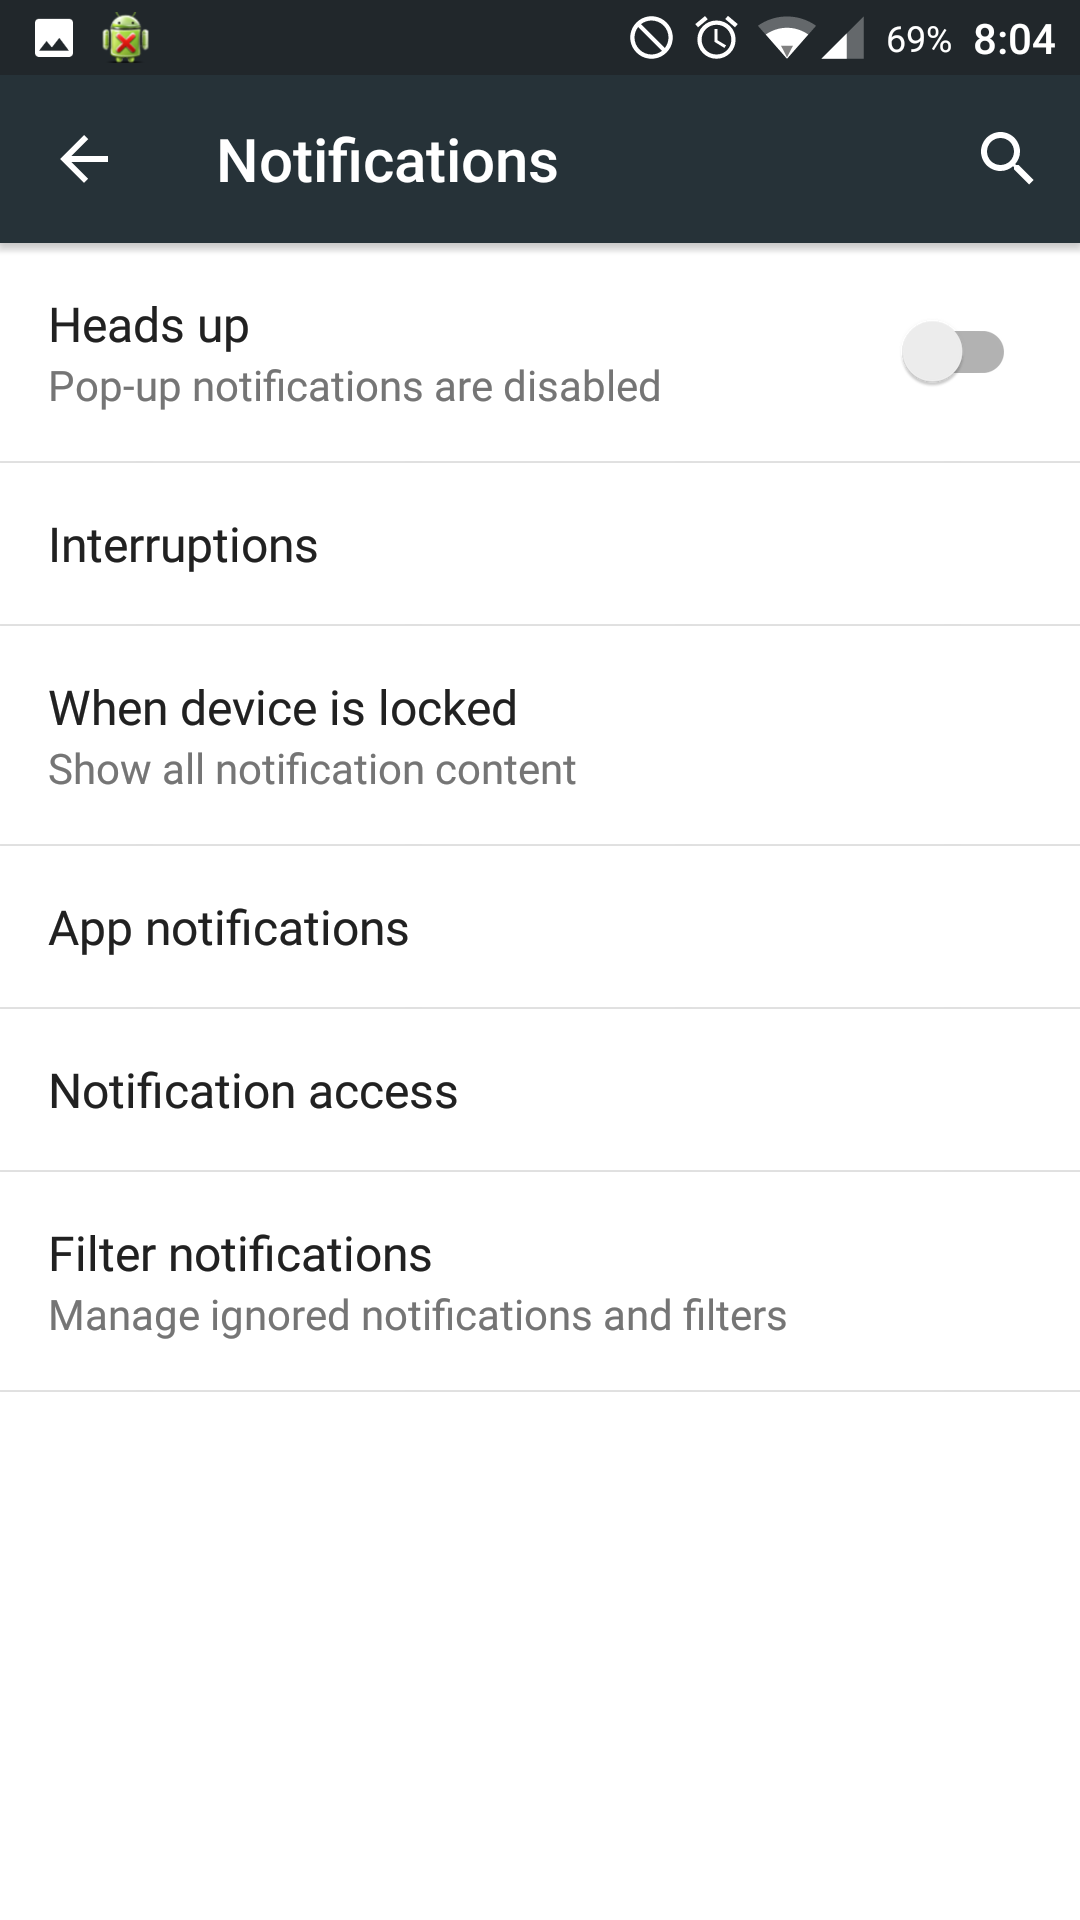 69% 8:04
Notifications
Heads up
Pop-up notifications are disabled
Interruptions
When device is locked
Show all notification content
App notifications
Notification access
Filter notifications
Manage ignored notifications and filters